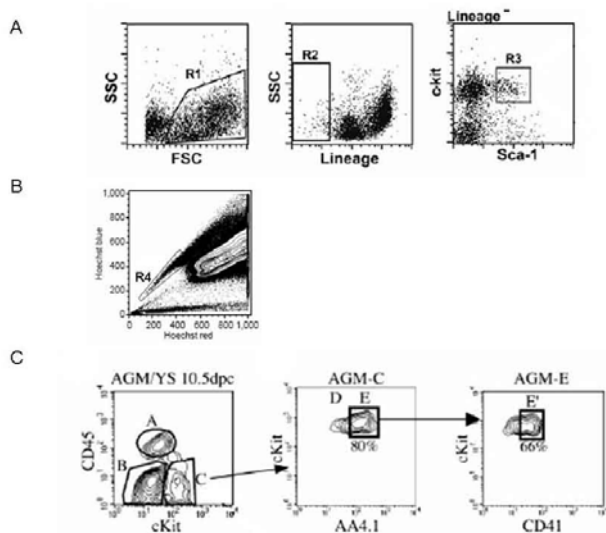 A
SSC
R1
FSC
SSC
R2
Lineage
Lineage -
c-kit
R3
Sca-1
B
Hoechst blue
1,000
800
600
400
200
0
R4
0 200 400 600 800 1,000
Hoechst red
C
AGM/YS 10.5dpc
CD45
A
B
C
cKit
AGM-C
cKit
D E
80%
AA4.1
AGM-E
cKit
E'
66%
CD41